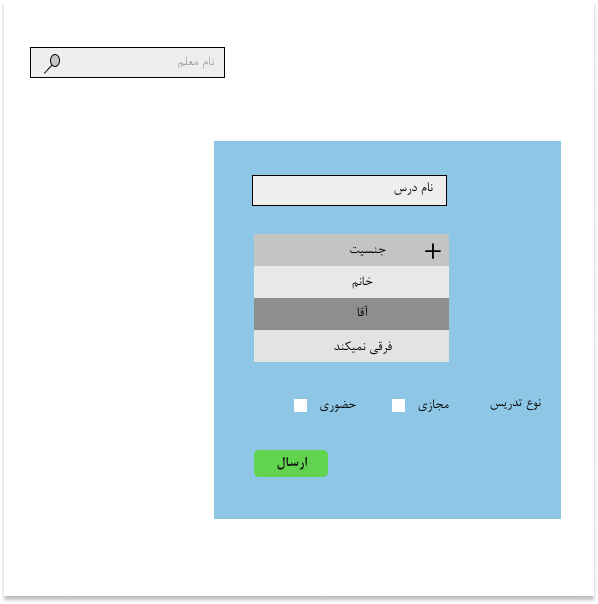 نام معلم
نام درس
جنسیت
خانم
آقا
فرقی نمیکند
نوع تدریس مجازی حضوری
ارسال